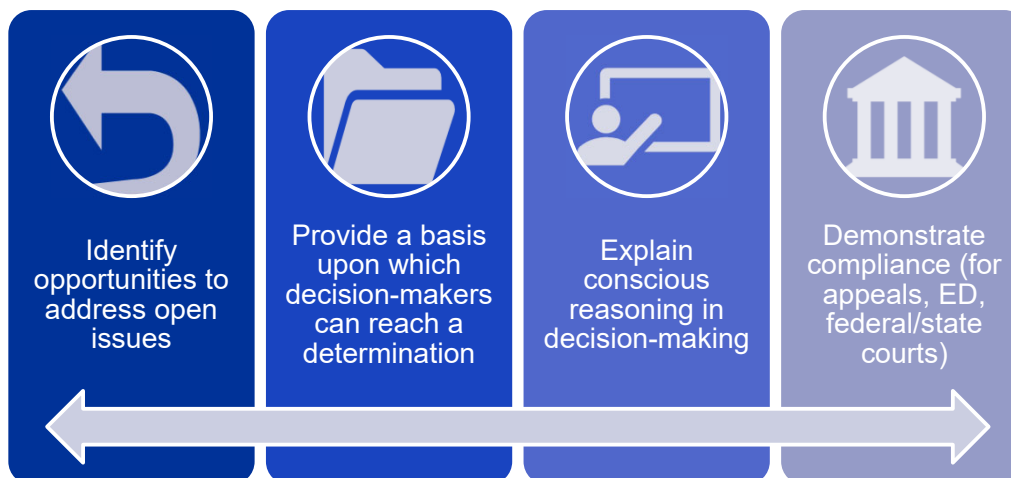 Identify
opportunities to
address open
issues
Provide a basis
upon which
decision-makers
can reach a
determination
Explain
conscious
reasoning in
decision-making
Demonstrate
compliance (for
appeals, ED,
federal/state
courts)